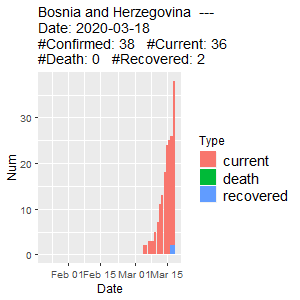 Bosnia and Herzegovina  ---
Date: 2020-03-18
#Confirmed: 38   #Current: 36
#Death: 0   #Recovered: 2
30
20
10
0
Num
Feb 01 Feb 15 Mar 01 Mar 15
Date
Type
current
death
recovered